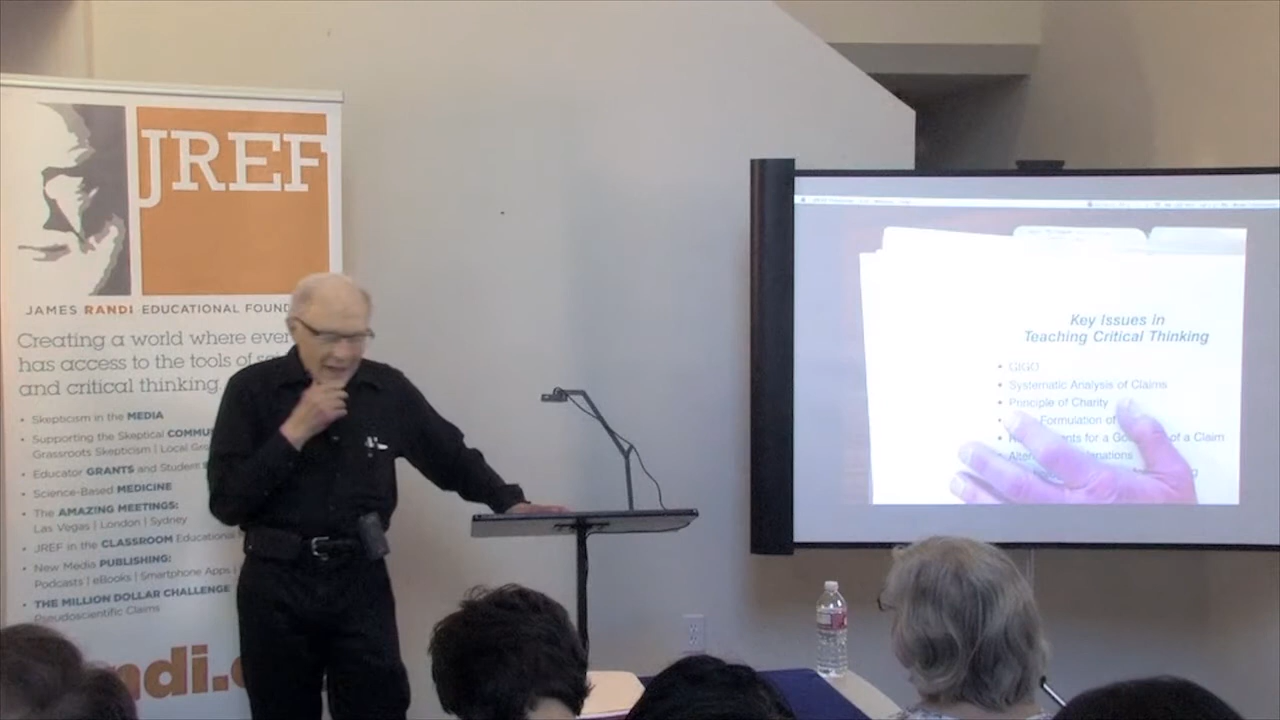 JREF
JAMES RANDI EDUCATIONAL FOUND
Creating a world where ever
has access to the tools of
and critical thinking.
• Skepticism in the MEDIA
• Supporting the Skeptical COMMU
Grassroots Skepticism | Local Gro
• Educator GRANTS and Student
• Science-Based MEDICINE
• The AMAZING MEETINGS:
Las Vegas | London | Sydney
• JREF in the CLASSROOM Educational
• New Media PUBLISHING:
Podcasts | eBooks | Smartphone Apps |
• THE MILLION DOLLAR CHALLENGE
Pseudoscientific Claims
ndi.
Key Issues in
Teaching Critical Thinking
• GIGO
• Systematic Analysis of Claims
• Principle of Charity
Formulation of
for a of a Claim